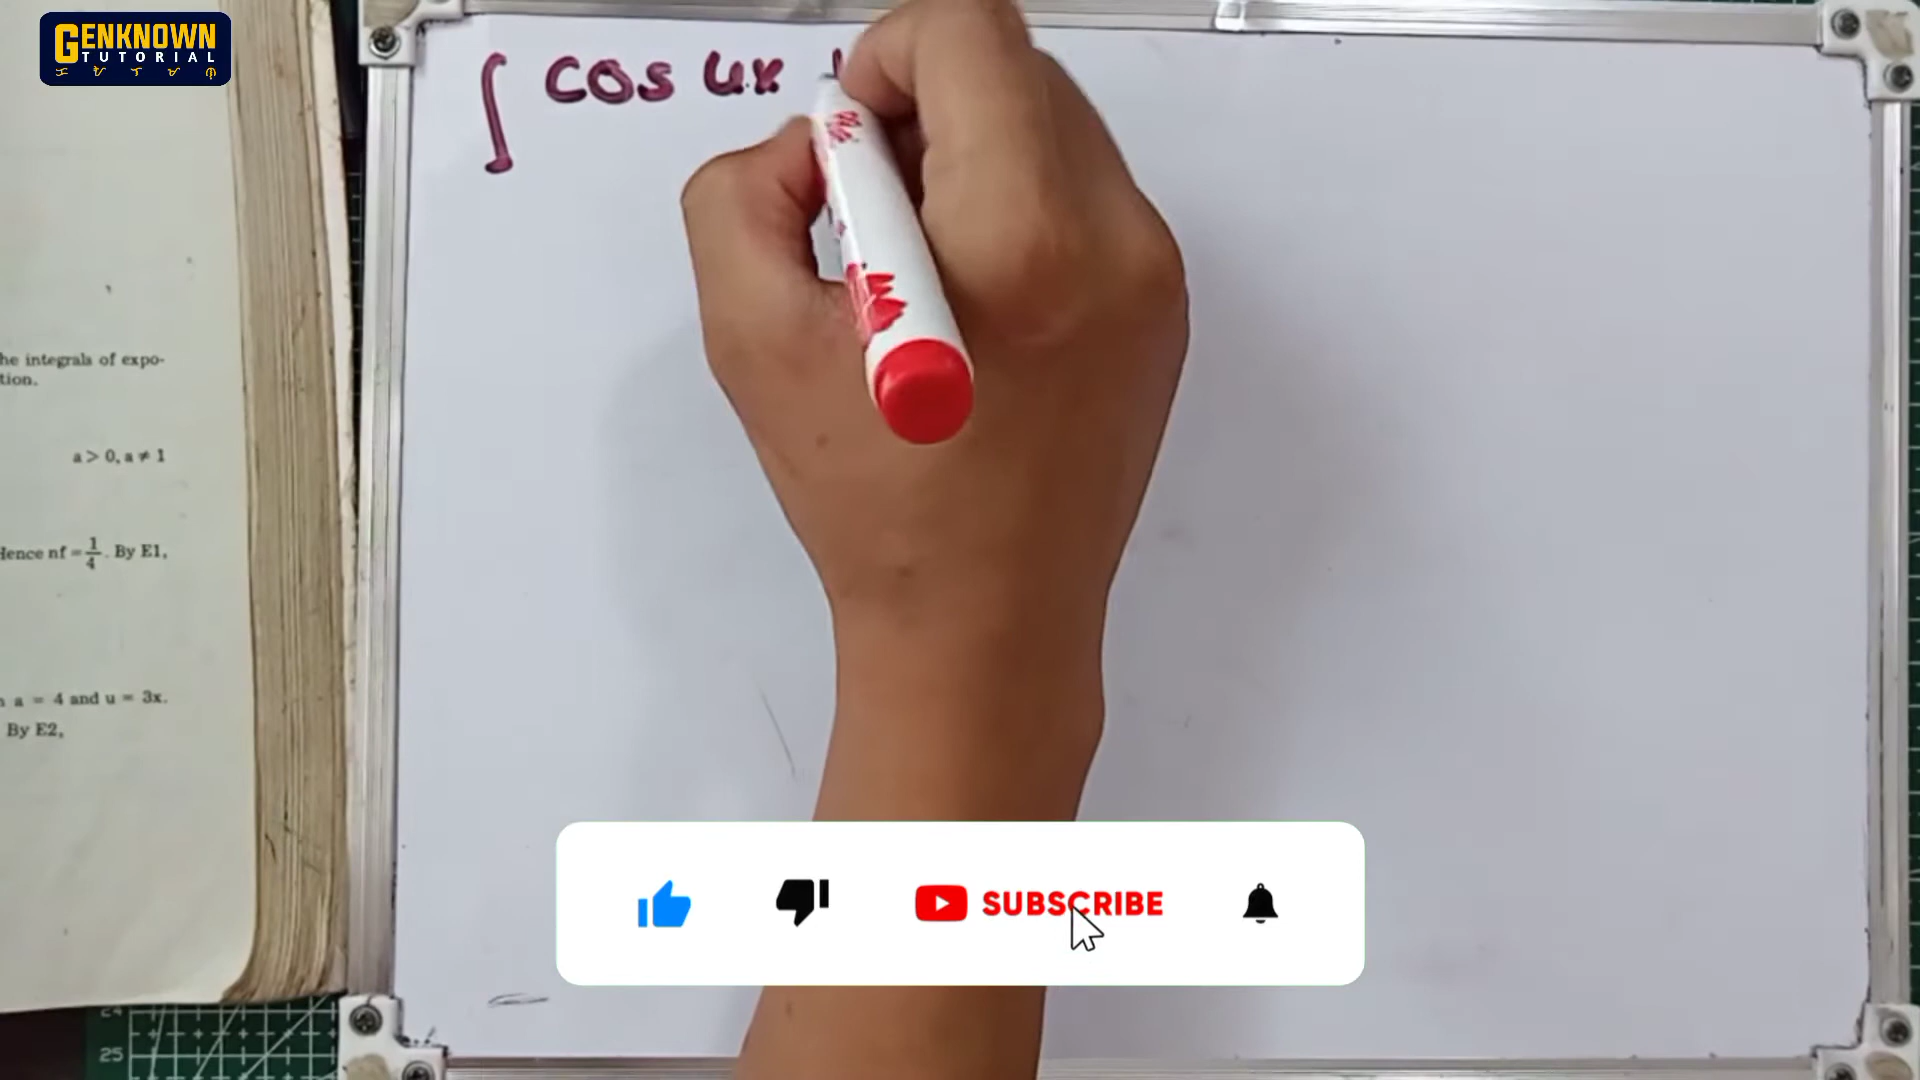 GENKNOWN
TUTORIAL
ᜃ ᜀ ᜆ ᜀ ᜉ
∫ cos 4x
he integrals of expo-
tion.
a > 0, a ≠ 1
Hence nf = 1/4 . By E1,
a = 4 and u = 3x.
By E2,
SUBSCRIBE
24
25